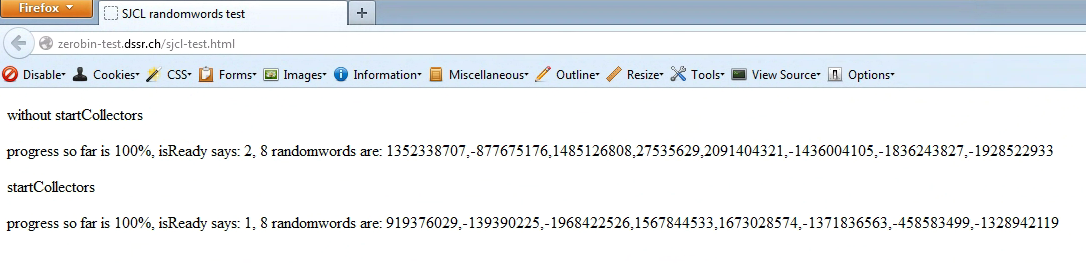 Firefox
SJCL randomwords test
zerobin-test.dssr.ch/sjcl-test.html
Disable Cookies CSS Forms Images Information Miscellaneous Outline Resize Tools View Source Options
without startCollectors
progress so far is 100%, isReady says: 2, 8 randomwords are: 1352338707,-877675176,1485126808,27535629,2091404321,-1436004105,-1836243827,-1928522933
startCollectors
progress so far is 100%, isReady says: 1, 8 randomwords are: 919376029,-139390225,-1968422526,1567844533,1673028574,-1371836563,-458583499,-1328942119